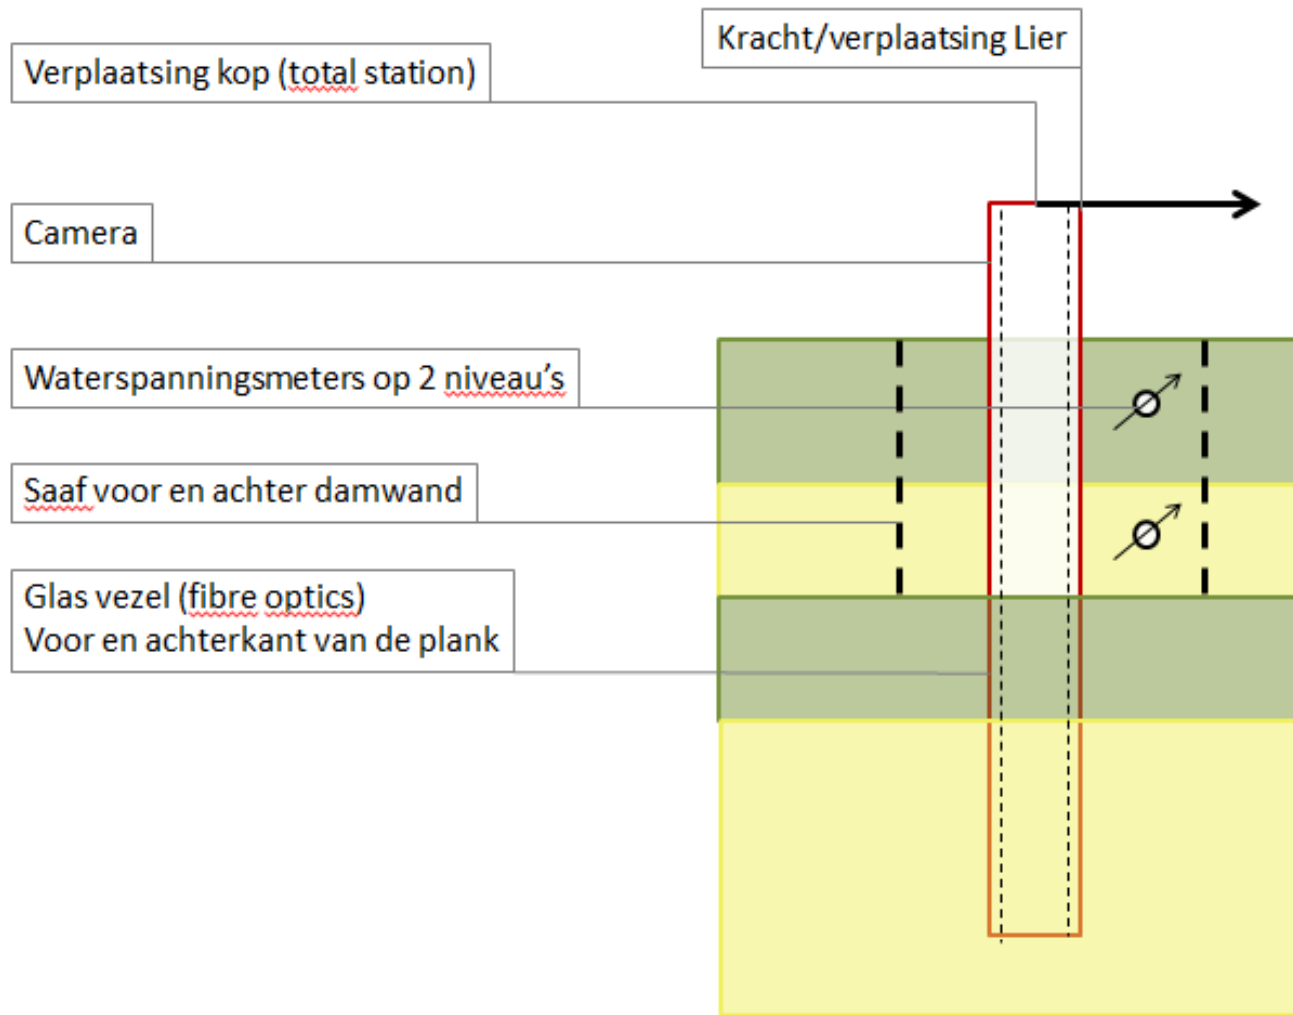 Kracht/verplaatsing Lier
Verplaatsing kop (total station)
Camera
Waterspanningsmeters op 2 niveau's
Saaf voor en achter damwand
Glas vezel (fibre optics)
Voor en achterkant van de plank